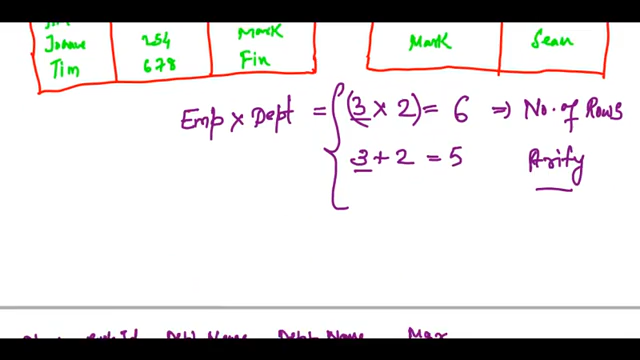 Joanne 254 Mark Mark Sean
Tim 678 Fin
Emp × Dept = (3 × 2) = 6 ⇒ No. of Rows
3 + 2 = 5 Arity